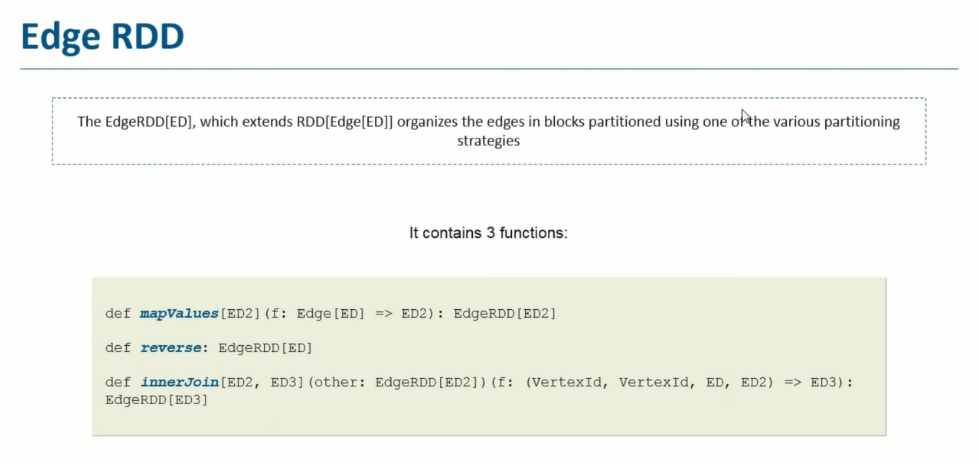 Edge RDD
The EdgeRDD[ED], which extends RDD[Edge[ED]] organizes the edges in blocks partitioned using one of the various partitioning
strategies
It contains 3 functions:
def mapValues[ED2](f: Edge[ED] => ED2): EdgeRDD[ED2]
def reverse: EdgeRDD[ED]
def innerJoin[ED2, ED3](other: EdgeRDD[ED2])(f: (VertexId, VertexId, ED, ED2) => ED3):
EdgeRDD[ED3]